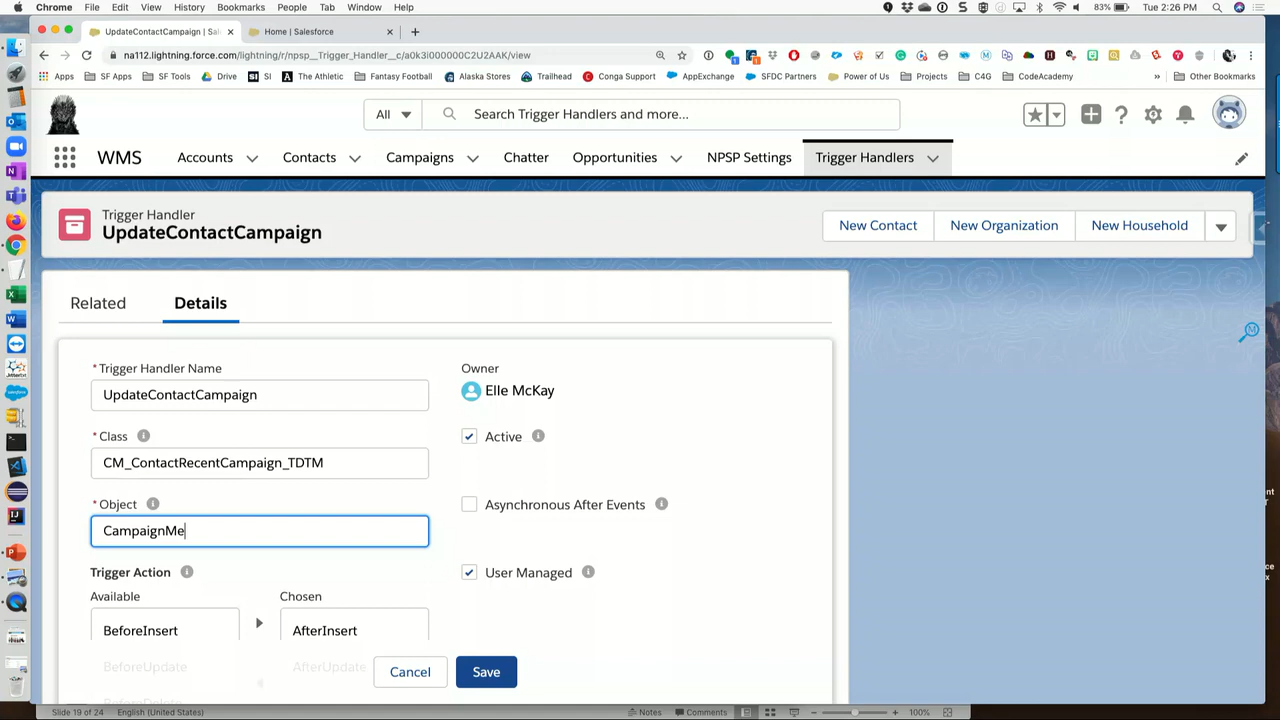 Chrome File Edit View History Bookmarks People Tab Window Help
83% Tue 2:26 PM
UpdateContactCampaign | Sal
Home | Salesforce
na112.lightning.force.com/lightning/r/npsp__Trigger_Handler__c/a0k3i000000C2U2AAK/view
Apps SF Apps SF Tools Drive SI The Athletic Fantasy Football Alaska Stores Trailhead Conga Support AppExchange SFDC Partners Power of Us Projects C4G CodeAcademy » Other Bookmarks
All Search Trigger Handlers and more...
WMS Accounts Contacts Campaigns Chatter Opportunities NPSP Settings Trigger Handlers
Trigger Handler
UpdateContactCampaign
New Contact New Organization New Household
Related Details
* Trigger Handler Name
UpdateContactCampaign
Owner
Elle McKay
* Class
CM_ContactRecentCampaign_TDTM
Active
* Object
CampaignMe
Asynchronous After Events
Trigger Action
User Managed
Available Chosen
BeforeInsert AfterInsert
BeforeUpdate AfterUpdate
BeforeDelete
Cancel Save
Slide 19 of 24 English (United States) Notes Comments 100%